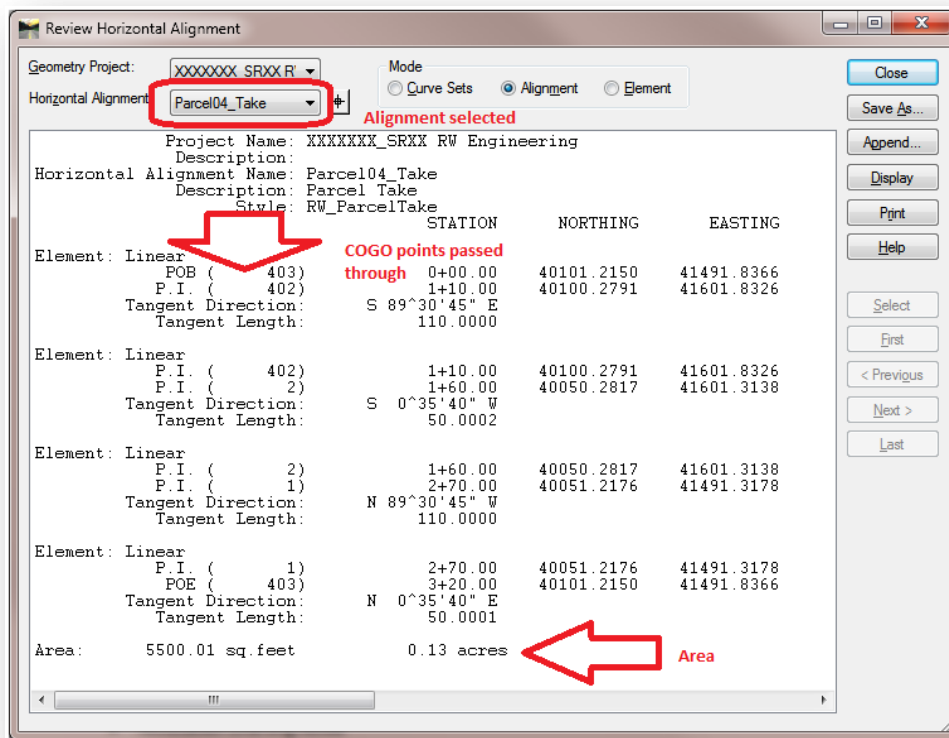 Review Horizontal Alignment
Geometry Project: XXXXXXX_SRXX R'
Mode
Curve Sets Alignment Element
Horizontal Alignment Parcel04_Take
Alignment selected
Close
Save As...
Append...
Display
Print
Help
Select
First
< Previous
Next >
Last
Project Name: XXXXXXX_SRXX RW Engineering
Description:
Horizontal Alignment Name: Parcel04_Take
Description: Parcel Take
Style: RW_ParcelTake
STATION NORTHING EASTING
COGO points passed
through
Element: Linear
POB ( 403) 0+00.00 40101.2150 41491.8366
P.I. ( 402) 1+10.00 40100.2791 41601.8326
Tangent Direction: S 89^30'45" E
Tangent Length: 110.0000
Element: Linear
P.I. ( 402) 1+10.00 40100.2791 41601.8326
P.I. ( 2) 1+60.00 40050.2817 41601.3138
Tangent Direction: S 0^35'40" W
Tangent Length: 50.0002
Element: Linear
P.I. ( 2) 1+60.00 40050.2817 41601.3138
P.I. ( 1) 2+70.00 40051.2176 41491.3178
Tangent Direction: N 89^30'45" W
Tangent Length: 110.0000
Element: Linear
P.I. ( 1) 2+70.00 40051.2176 41491.3178
POE ( 403) 3+20.00 40101.2150 41491.8366
Tangent Direction: N 0^35'40" E
Tangent Length: 50.0001
Area: 5500.01 sq.feet 0.13 acres
Area